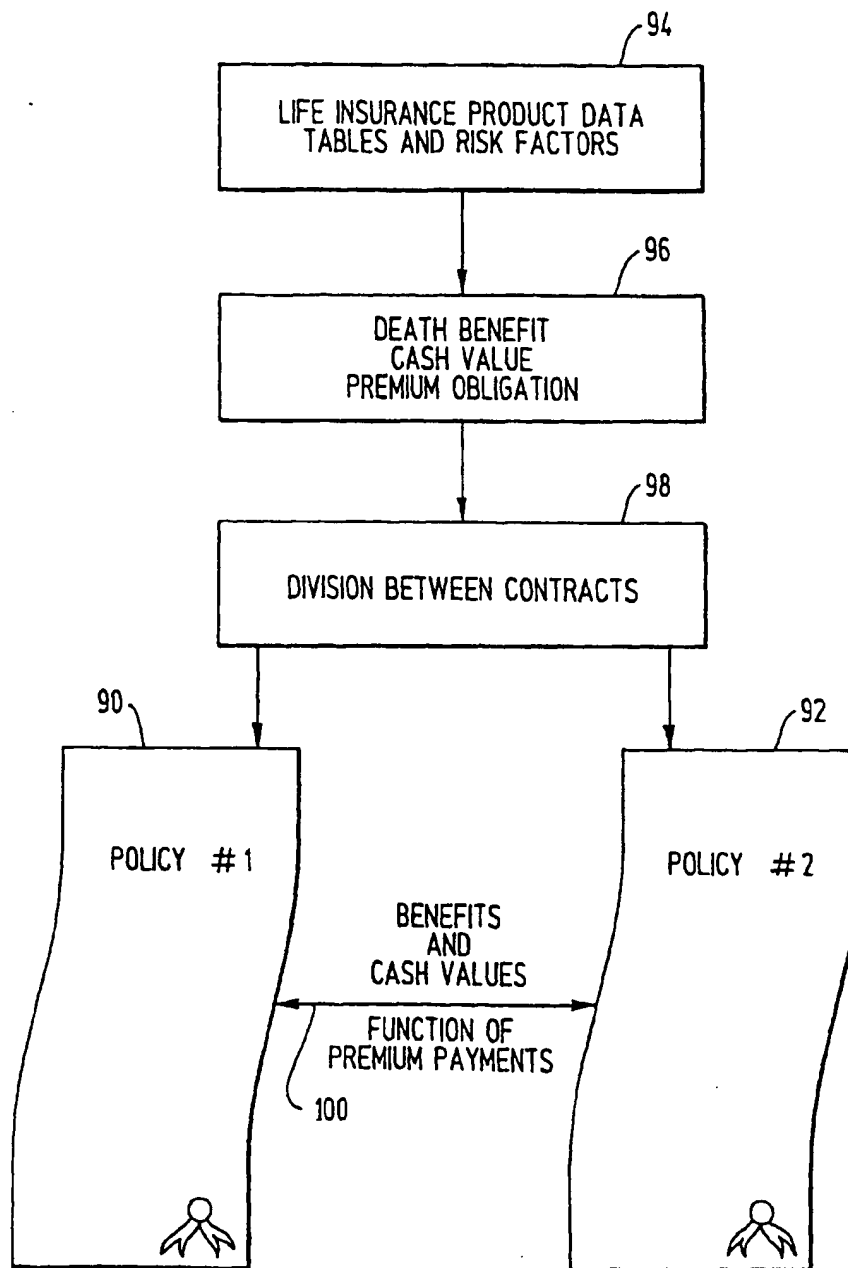 94
LIFE INSURANCE PRODUCT DATA
TABLES AND RISK FACTORS
96
DEATH BENEFIT
CASH VALUE
PREMIUM OBLIGATION
98
DIVISION BETWEEN CONTRACTS
90
92
POLICY #1
POLICY #2
BENEFITS
AND
CASH VALUES
FUNCTION OF
PREMIUM PAYMENTS
100